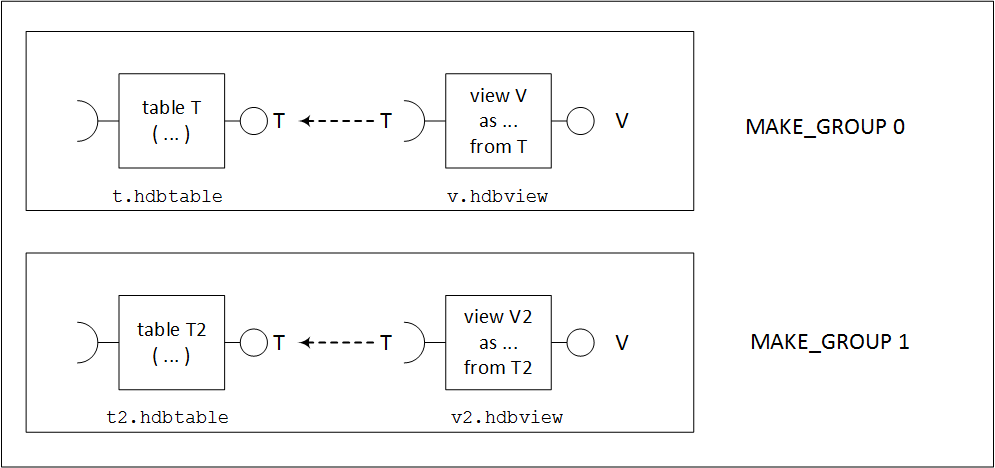 table T
( ... )
T
T
view V
as ...
from T
V
MAKE_GROUP 0
t.hdbtable
v.hdbview
table T2
( ... )
T
T
view V2
as ...
from T2
V
MAKE_GROUP 1
t2.hdbtable
v2.hdbview